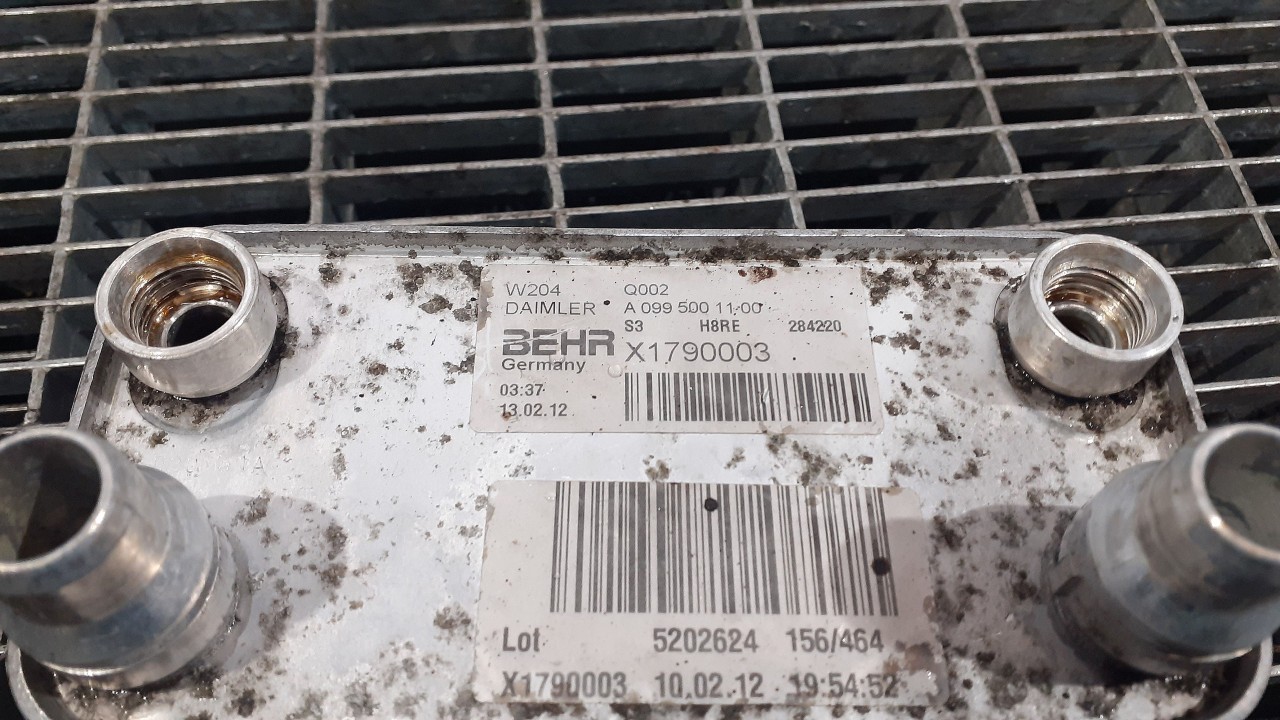 W204 Q002
DAIMLER A 099 500 11 00
S3 H8RE 284220
BEHR X1790003
Germany
03:37
13.02.12
Lot 5202624 156/464
X1790003 10.02.12 19:54:52